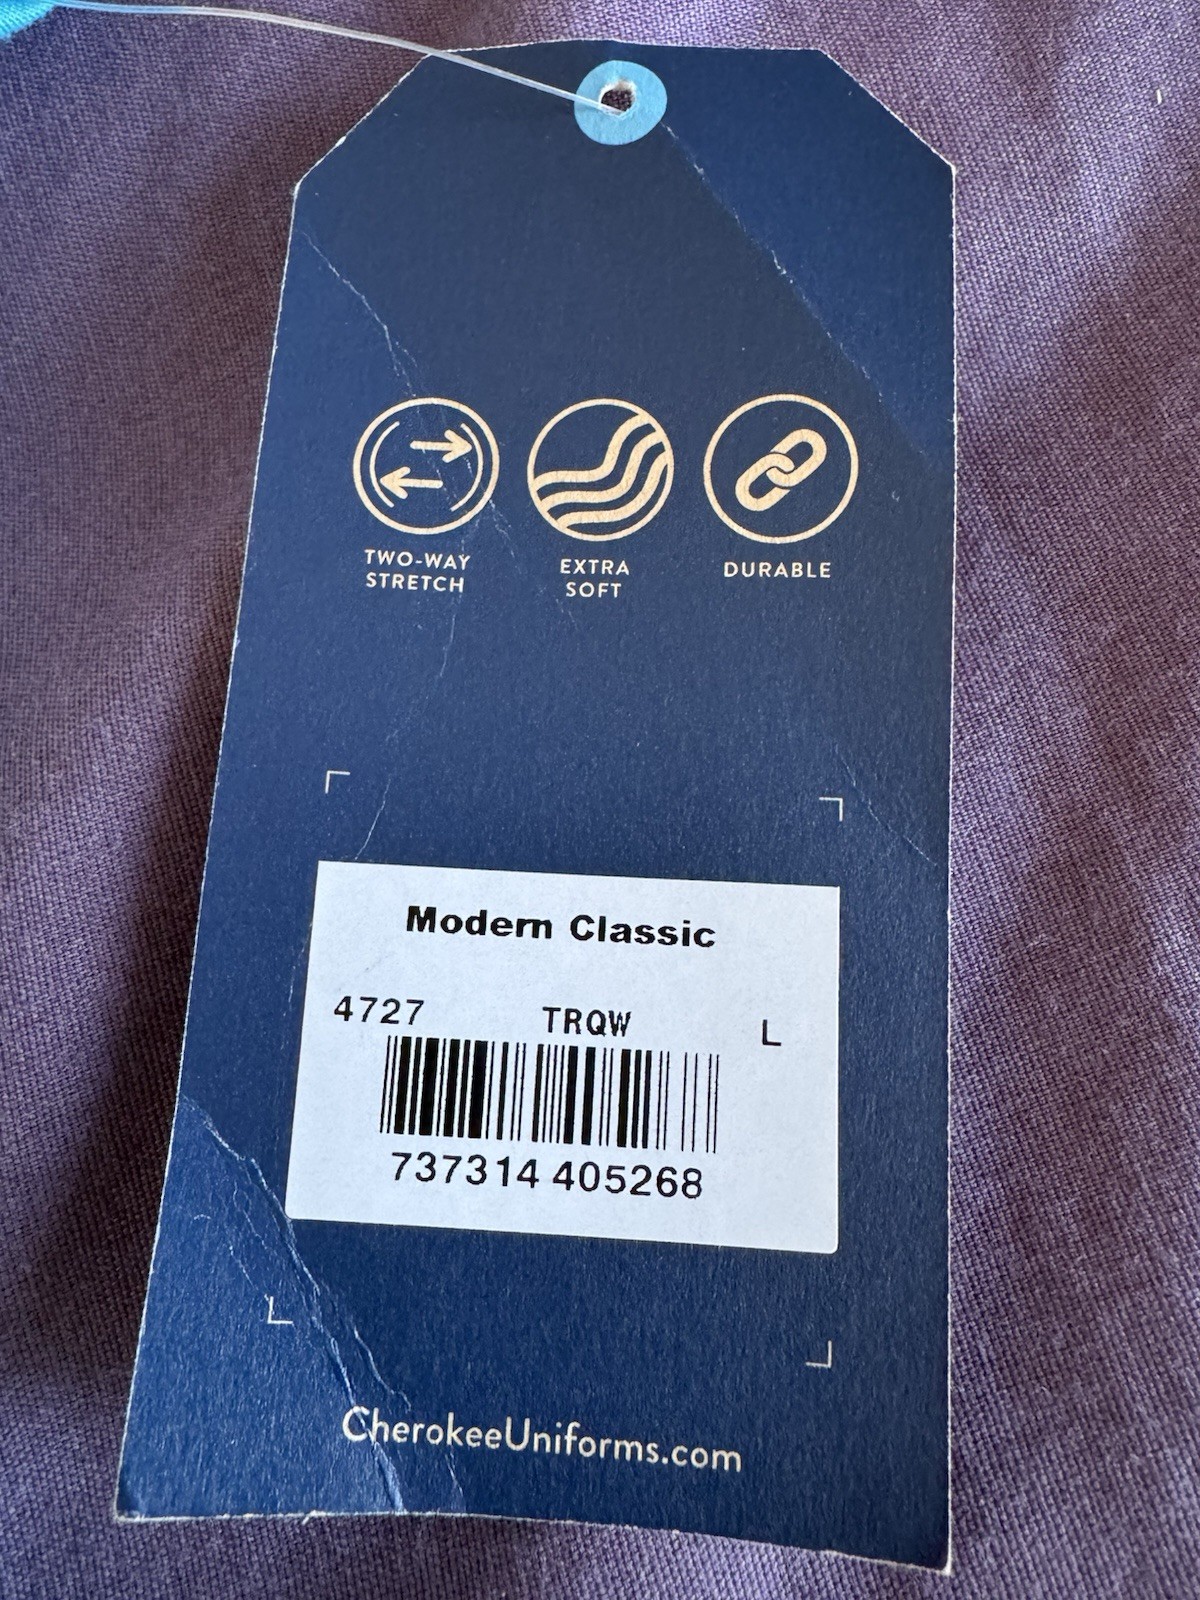 TWO-WAY
STRETCH
EXTRA
SOFT
DURABLE
Modern Classic
4727 TRQW L
737314 405268
CherokeeUniforms.com